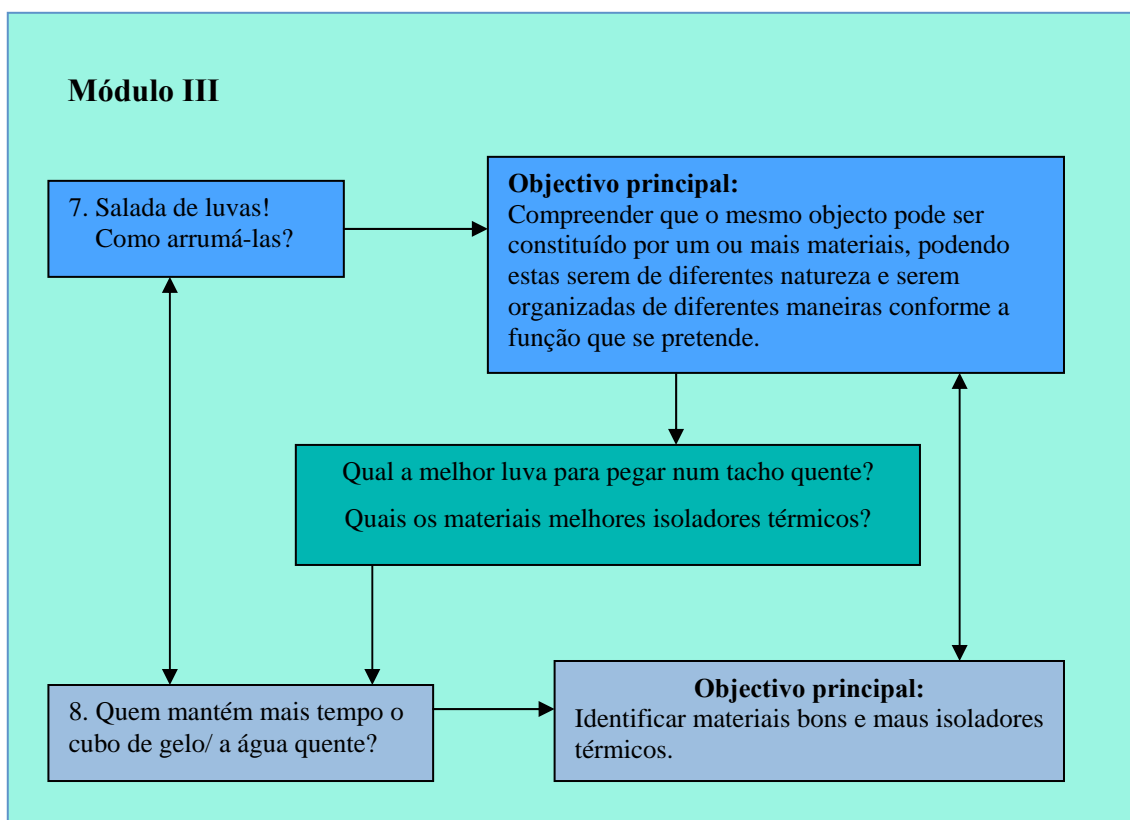 Módulo III
7. Salada de luvas!
Como arrumá-las?
Objectivo principal:
Compreender que o mesmo objecto pode ser
constituído por um ou mais materiais, podendo
estas serem de diferentes natureza e serem
organizadas de diferentes maneiras conforme a
função que se pretende.
Qual a melhor luva para pegar num tacho quente?
Quais os materiais melhores isoladores térmicos?
8. Quem mantém mais tempo o
cubo de gelo/ a água quente?
Objectivo principal:
Identificar materiais bons e maus isoladores
térmicos.